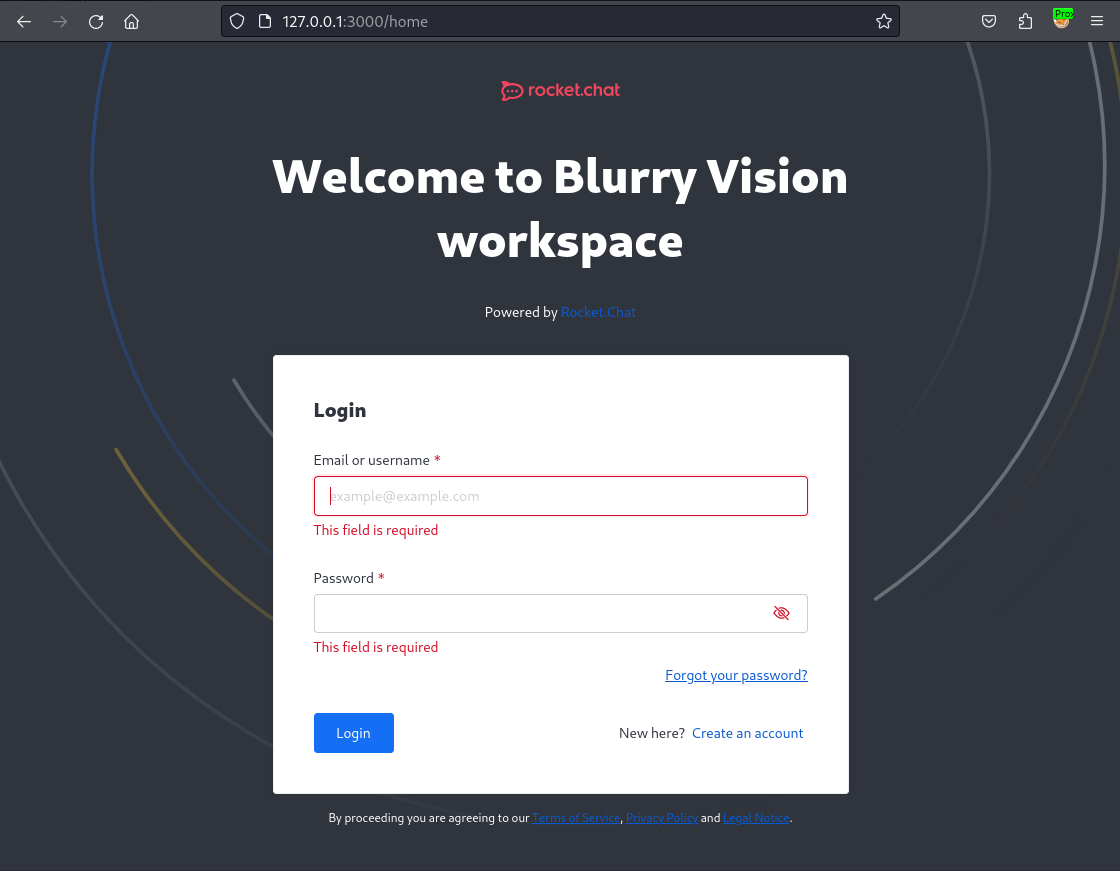 127.0.0.1:3000/home
rocket.chat
Welcome to Blurry Vision
workspace
Powered by Rocket.Chat
Login
Email or username *
example@example.com
This field is required
Password *
This field is required
Forgot your password?
Login
New here? Create an account
By proceeding you are agreeing to our Terms of Service, Privacy Policy and Legal Notice.